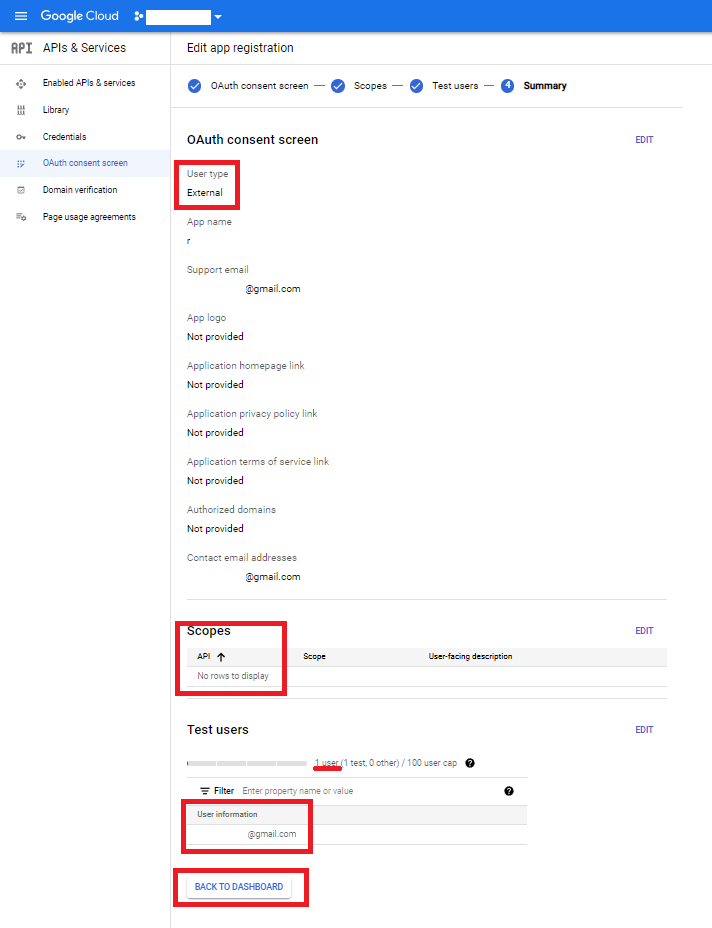 Google Cloud
API APIs & Services
Edit app registration
Enabled APIs & services
Library
Credentials
OAuth consent screen
Domain verification
Page usage agreements
OAuth consent screen — Scopes — Test users — 4 Summary
OAuth consent screen EDIT
User type
External
App name
r
Support email
@gmail.com
App logo
Not provided
Application homepage link
Not provided
Application privacy policy link
Not provided
Application terms of service link
Not provided
Authorized domains
Not provided
Contact email addresses
@gmail.com
Scopes EDIT
API Scope User-facing description
No rows to display
Test users EDIT
1 user (1 test, 0 other) / 100 user cap ?
Filter Enter property name or value ?
User information
@gmail.com
BACK TO DASHBOARD